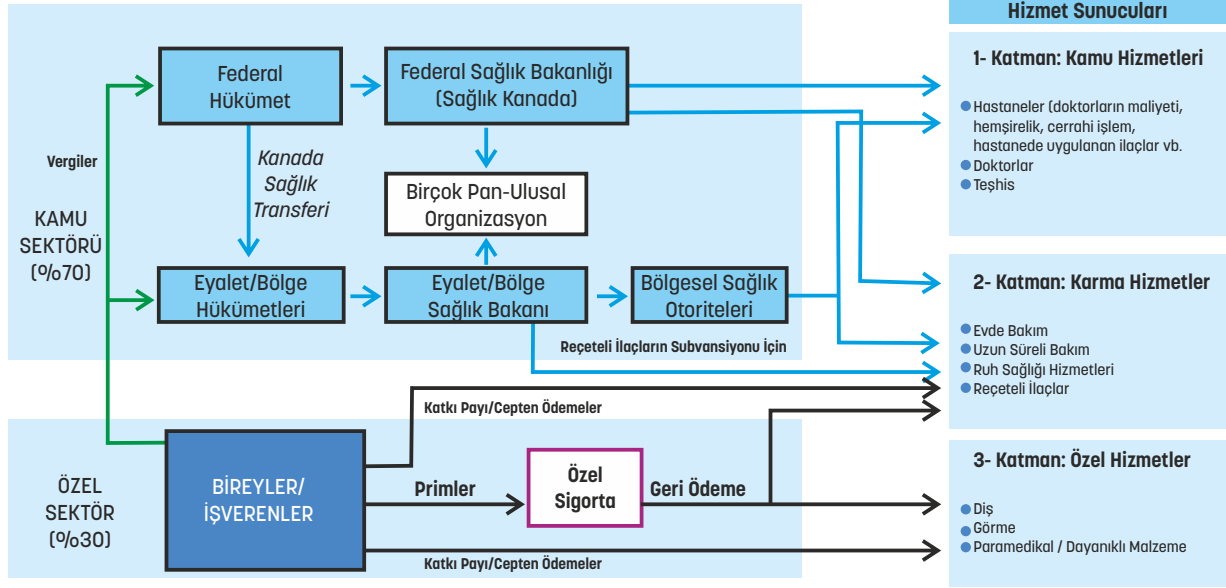 Federal
Hükümet
Federal Sağlık Bakanlığı
(Sağlık Kanada)
Vergiler
Kanada
Sağlık
Transferi
Birçok Pan-Ulusal
Organizasyon
KAMU
SEKTÖRÜ
(%70)
Eyalet/Bölge
Hükümetleri
Eyalet/Bölge
Sağlık Bakanı
Bölgesel Sağlık
Otoriteleri
Reçeteli İlaçların Subvansiyonu İçin
Katkı Payı/Cepten Ödemeler
ÖZEL
SEKTÖR
(%30)
BİREYLER/
İŞVERENLER
Primler
Özel
Sigorta
Geri Ödeme
Katkı Payı/Cepten Ödemeler
Hizmet Sunucuları
1- Katman: Kamu Hizmetleri
Hastaneler (doktorların maliyeti,
hemşirelik, cerrahi işlem,
hastanede uygulanan ilaçlar vb.
Doktorlar
Teşhis
2- Katman: Karma Hizmetler
Evde Bakım
Uzun Süreli Bakım
Ruh Sağlığı Hizmetleri
Reçeteli İlaçlar
3- Katman: Özel Hizmetler
Diş
Görme
Paramedikal / Dayanıklı Malzeme